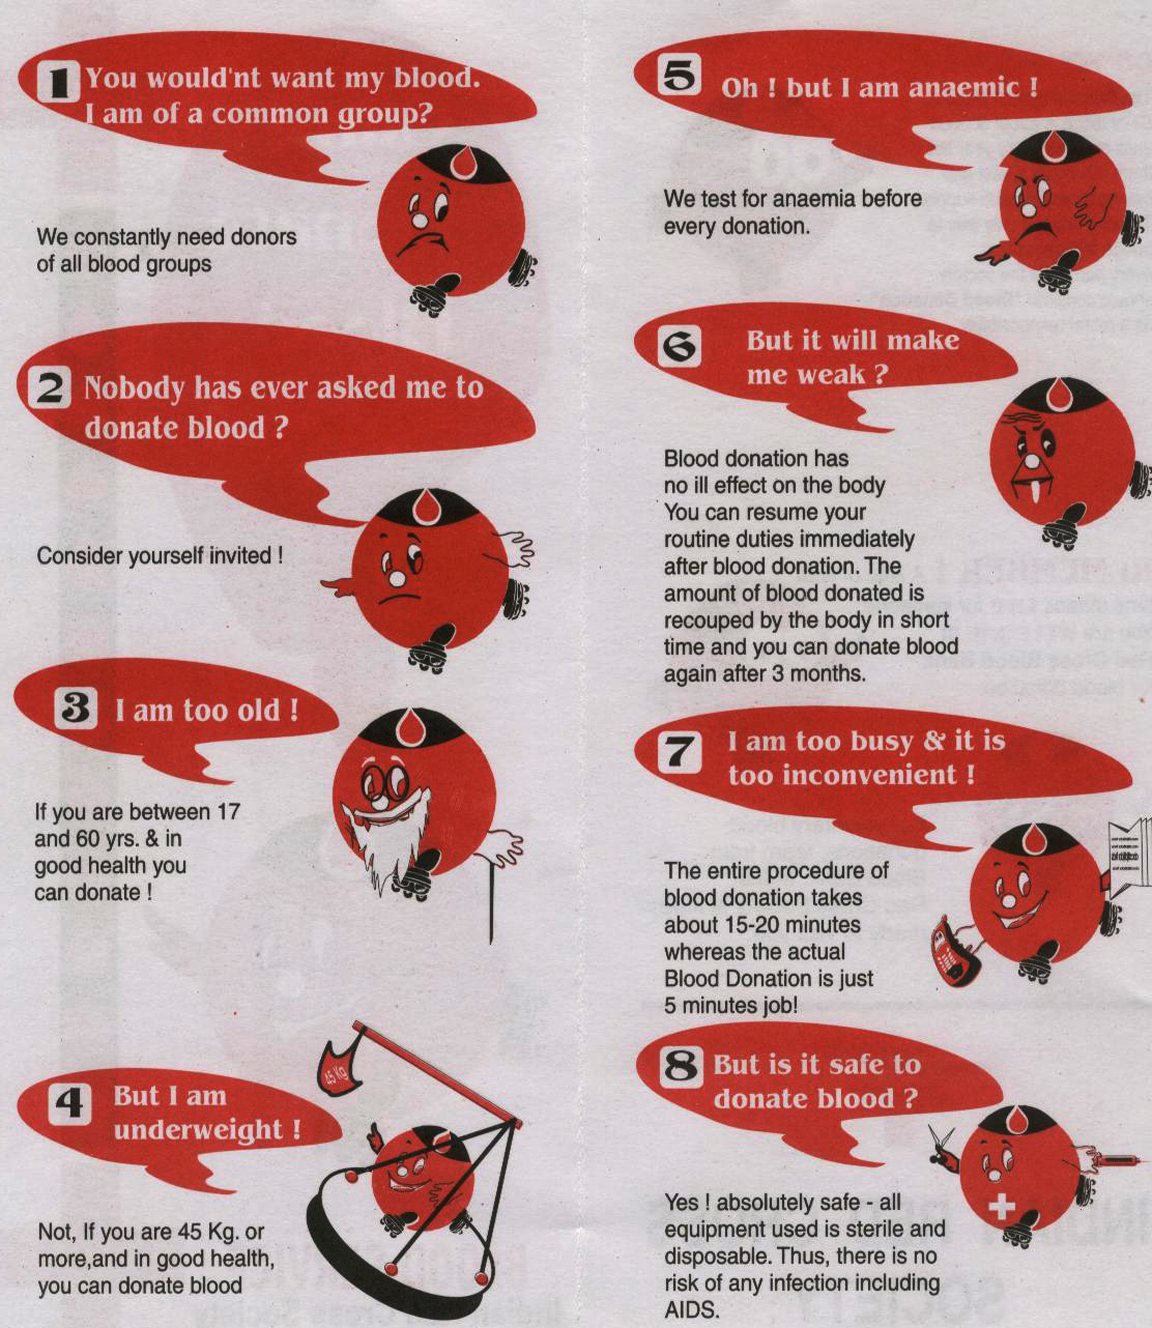 1
You would'nt want my blood.
I am of a common group?
We constantly need donors
of all blood groups
2
Nobody has ever asked me to
donate blood ?
Consider yourself invited !
3
I am too old !
If you are between 17
and 60 yrs. & in
good health you
can donate !
4
But I am
underweight !
45 Kg
Not, If you are 45 Kg. or
more,and in good health,
you can donate blood
5
Oh ! but I am anaemic !
We test for anaemia before
every donation.
6
But it will make
me weak ?
Blood donation has
no ill effect on the body
You can resume your
routine duties immediately
after blood donation. The
amount of blood donated is
recouped by the body in short
time and you can donate blood
again after 3 months.
7
I am too busy & it is
too inconvenient !
The entire procedure of
blood donation takes
about 15-20 minutes
whereas the actual
Blood Donation is just
5 minutes job!
8
But is it safe to
donate blood ?
Yes ! absolutely safe - all
equipment used is sterile and
disposable. Thus, there is no
risk of any infection including
AIDS.